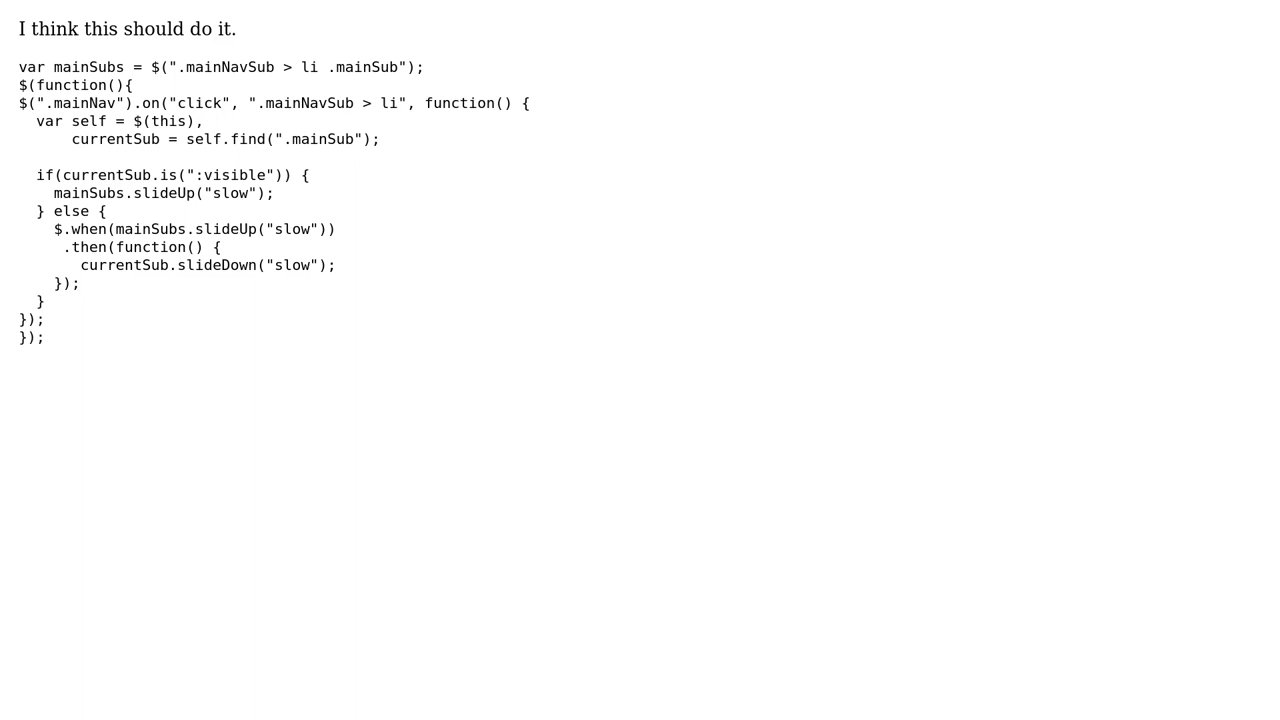 I think this should do it.
var mainSubs = $(".mainNavSub > li .mainSub");
$(function(){
$(".mainNav").on("click", ".mainNavSub > li", function() {
  var self = $(this),
      currentSub = self.find(".mainSub");

  if(currentSub.is(":visible")) {
    mainSubs.slideUp("slow");
  } else {
    $.when(mainSubs.slideUp("slow"))
     .then(function() {
       currentSub.slideDown("slow");
    });
  }
});
});